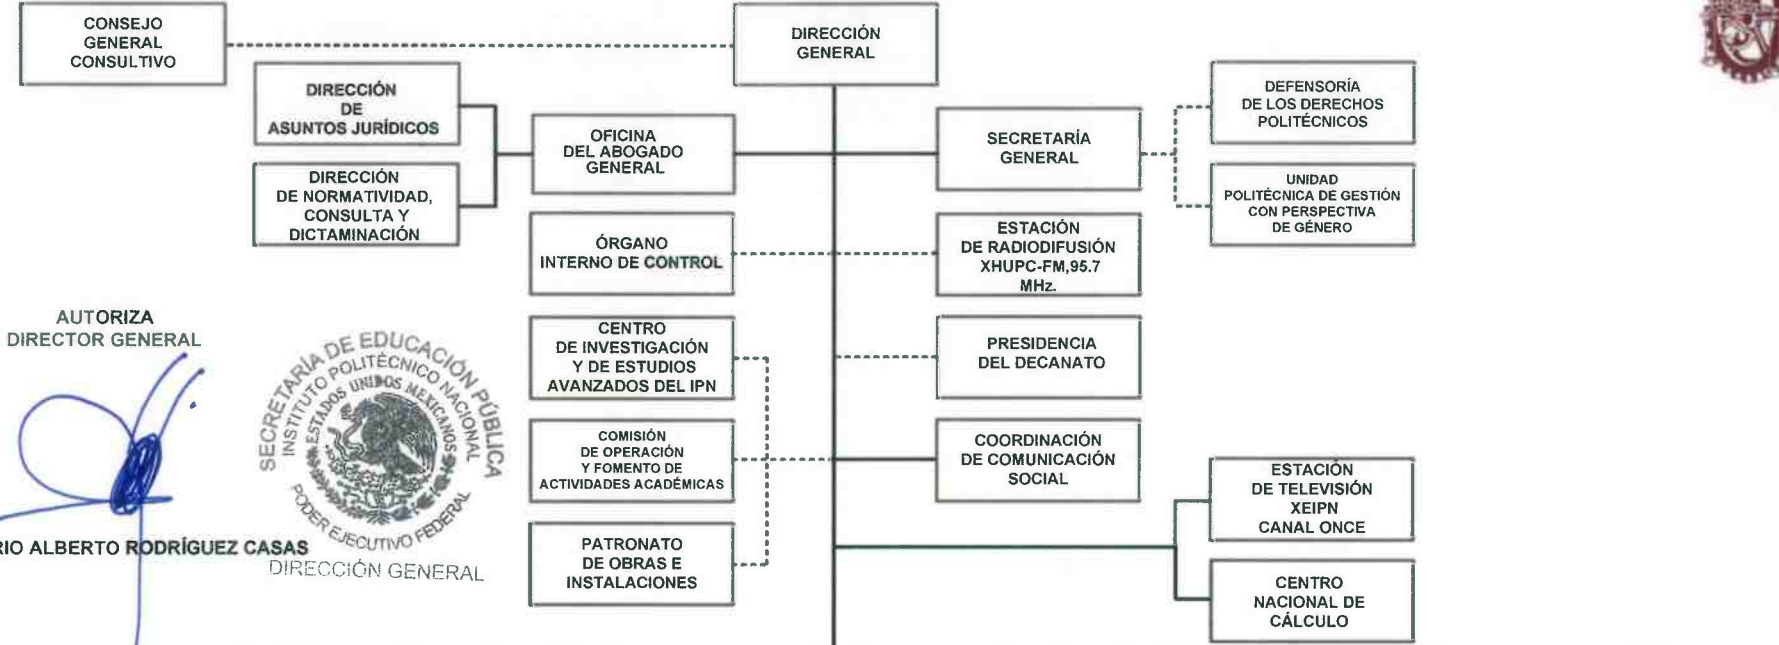 CONSEJO
GENERAL
CONSULTIVO
DIRECCIÓN
GENERAL
DIRECCIÓN
DE
ASUNTOS JURÍDICOS
DIRECCIÓN
DE NORMATIVIDAD,
CONSULTA Y
DICTAMINACIÓN
OFICINA
DEL ABOGADO
GENERAL
SECRETARÍA
GENERAL
DEFENSORÍA
DE LOS DERECHOS
POLITÉCNICOS
UNIDAD
POLITÉCNICA DE GESTIÓN
CON PERSPECTIVA
DE GÉNERO
ÓRGANO
INTERNO DE CONTROL
ESTACIÓN
DE RADIODIFUSIÓN
XHUPC-FM,95.7
MHz.
CENTRO
DE INVESTIGACIÓN
Y DE ESTUDIOS
AVANZADOS DEL IPN
PRESIDENCIA
DEL DECANATO
COMISIÓN
DE OPERACIÓN
Y FOMENTO DE
ACTIVIDADES ACADÉMICAS
COORDINACIÓN
DE COMUNICACIÓN
SOCIAL
PATRONATO
DE OBRAS E
INSTALACIONES
ESTACIÓN
DE TELEVISIÓN
XEIPN
CANAL ONCE
CENTRO
NACIONAL DE
CÁLCULO
AUTORIZA
DIRECTOR GENERAL
RIO ALBERTO RODRÍGUEZ CASAS
SECRETARÍA DE EDUCACIÓN PÚBLICA
INSTITUTO POLITÉCNICO NACIONAL
ESTADOS UNIDOS MEXICANOS
PODER EJECUTIVO FEDERAL
DIRECCIÓN GENERAL